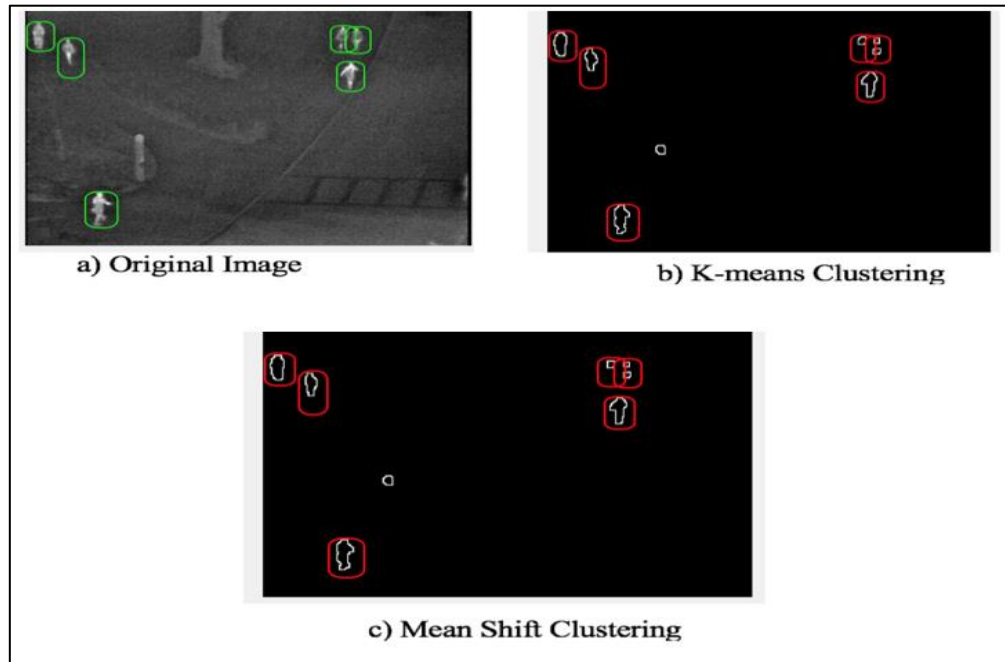 a) Original Image
b) K-means Clustering
c) Mean Shift Clustering